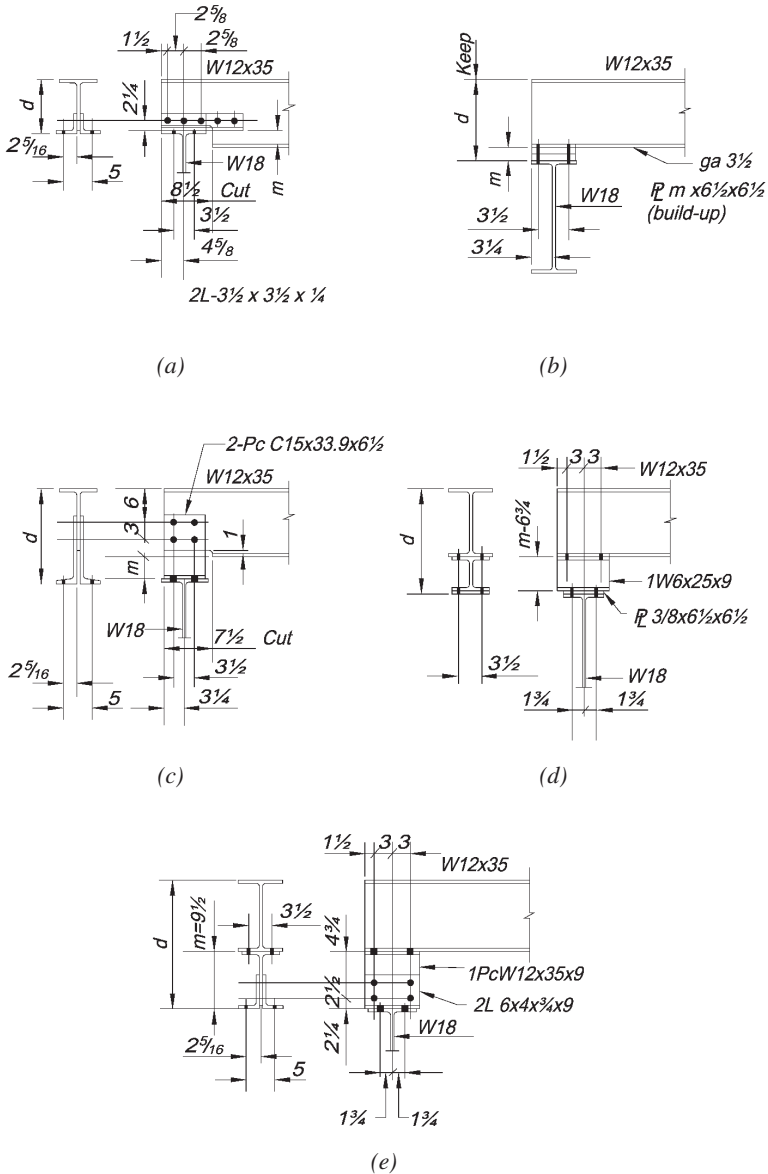 2⅝
1½ 2⅝
W12x35
d
2¼
2⁵⁄₁₆
5
W18
m
8½ Cut
3½
4⅝
2L-3½ x 3½ x ¼
(a)
Keep
W12x35
d
m
ga 3½
PL m x6½x6½
(build-up)
W18
3½
3¼
(b)
2-Pc C15x33.9x6½
W12x35
d
6
3
m
1
W18
7½ Cut
3½
2⁵⁄₁₆
5
3¼
(c)
1½ 3 3
W12x35
d
m-6¾
1W6x25x9
PL 3/8x6½x6½
3½
W18
1¾ 1¾
(d)
1½ 3 3
W12x35
d
m=9½
3½
4¾
1PcW12x35x9
2½
2L 6x4x¾x9
2¼
W18
2⁵⁄₁₆
5
1¾ 1¾
(e)